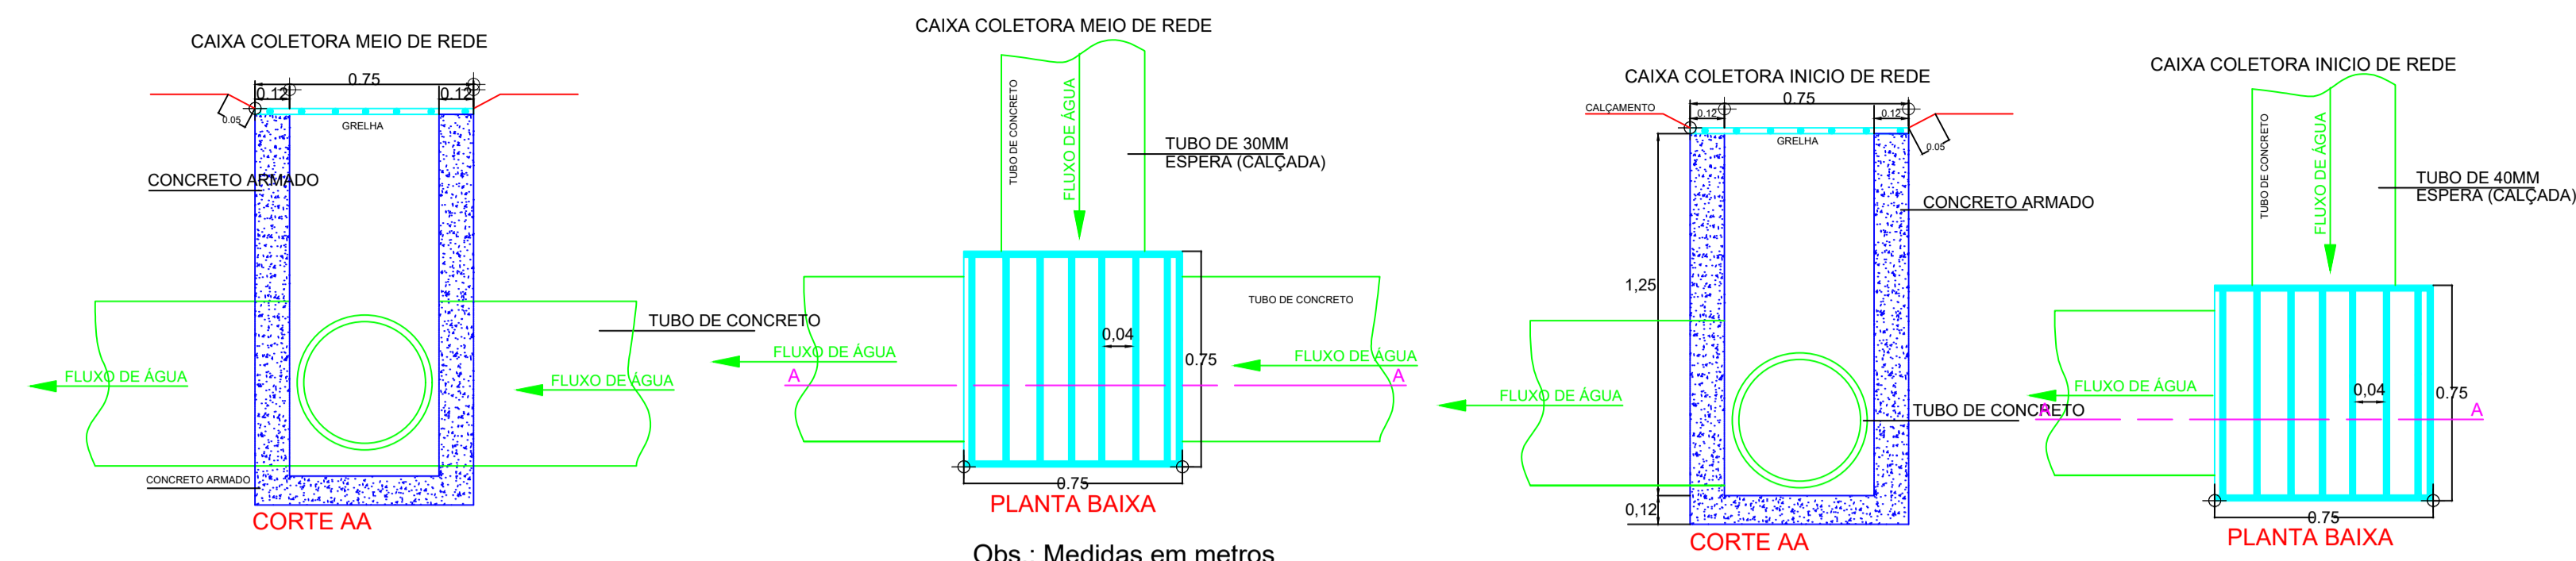 CAIXA COLETORA MEIO DE REDE
0.75
0.12
0.12
0.05
GRELHA
CONCRETO ARMADO
TUBO DE CONCRETO
FLUXO DE ÁGUA
FLUXO DE ÁGUA
CONCRETO ARMADO
CORTE AA
CAIXA COLETORA MEIO DE REDE
TUBO DE CONCRETO
FLUXO DE ÁGUA
TUBO DE 30MM
ESPERA (CALÇADA)
TUBO DE CONCRETO
0,04
FLUXO DE ÁGUA
0.75
FLUXO DE ÁGUA
A
A
0.75
PLANTA BAIXA
Obs.: Medidas em metros
CAIXA COLETORA INICIO DE REDE
0.75
CALÇAMENTO
0.12
0.12
GRELHA
0.05
CONCRETO ARMADO
1,25
FLUXO DE ÁGUA
TUBO DE CONCRETO
0,12
CORTE AA
CAIXA COLETORA INICIO DE REDE
TUBO DE CONCRETO
FLUXO DE ÁGUA
TUBO DE 40MM
ESPERA (CALÇADA)
FLUXO DE ÁGUA
0,04
0.75
A
A
0.75
PLANTA BAIXA